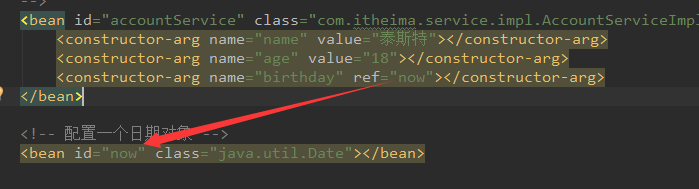 -->
<bean id="accountService" class="com.itheima.service.impl.AccountServiceImpl
<constructor-arg name="name" value="泰斯特"></constructor-arg>
<constructor-arg name="age" value="18"></constructor-arg>
<constructor-arg name="birthday" ref="now"></constructor-arg>
</bean>
<!-- 配置一个日期对象 -->
<bean id="now" class="java.util.Date"></bean>